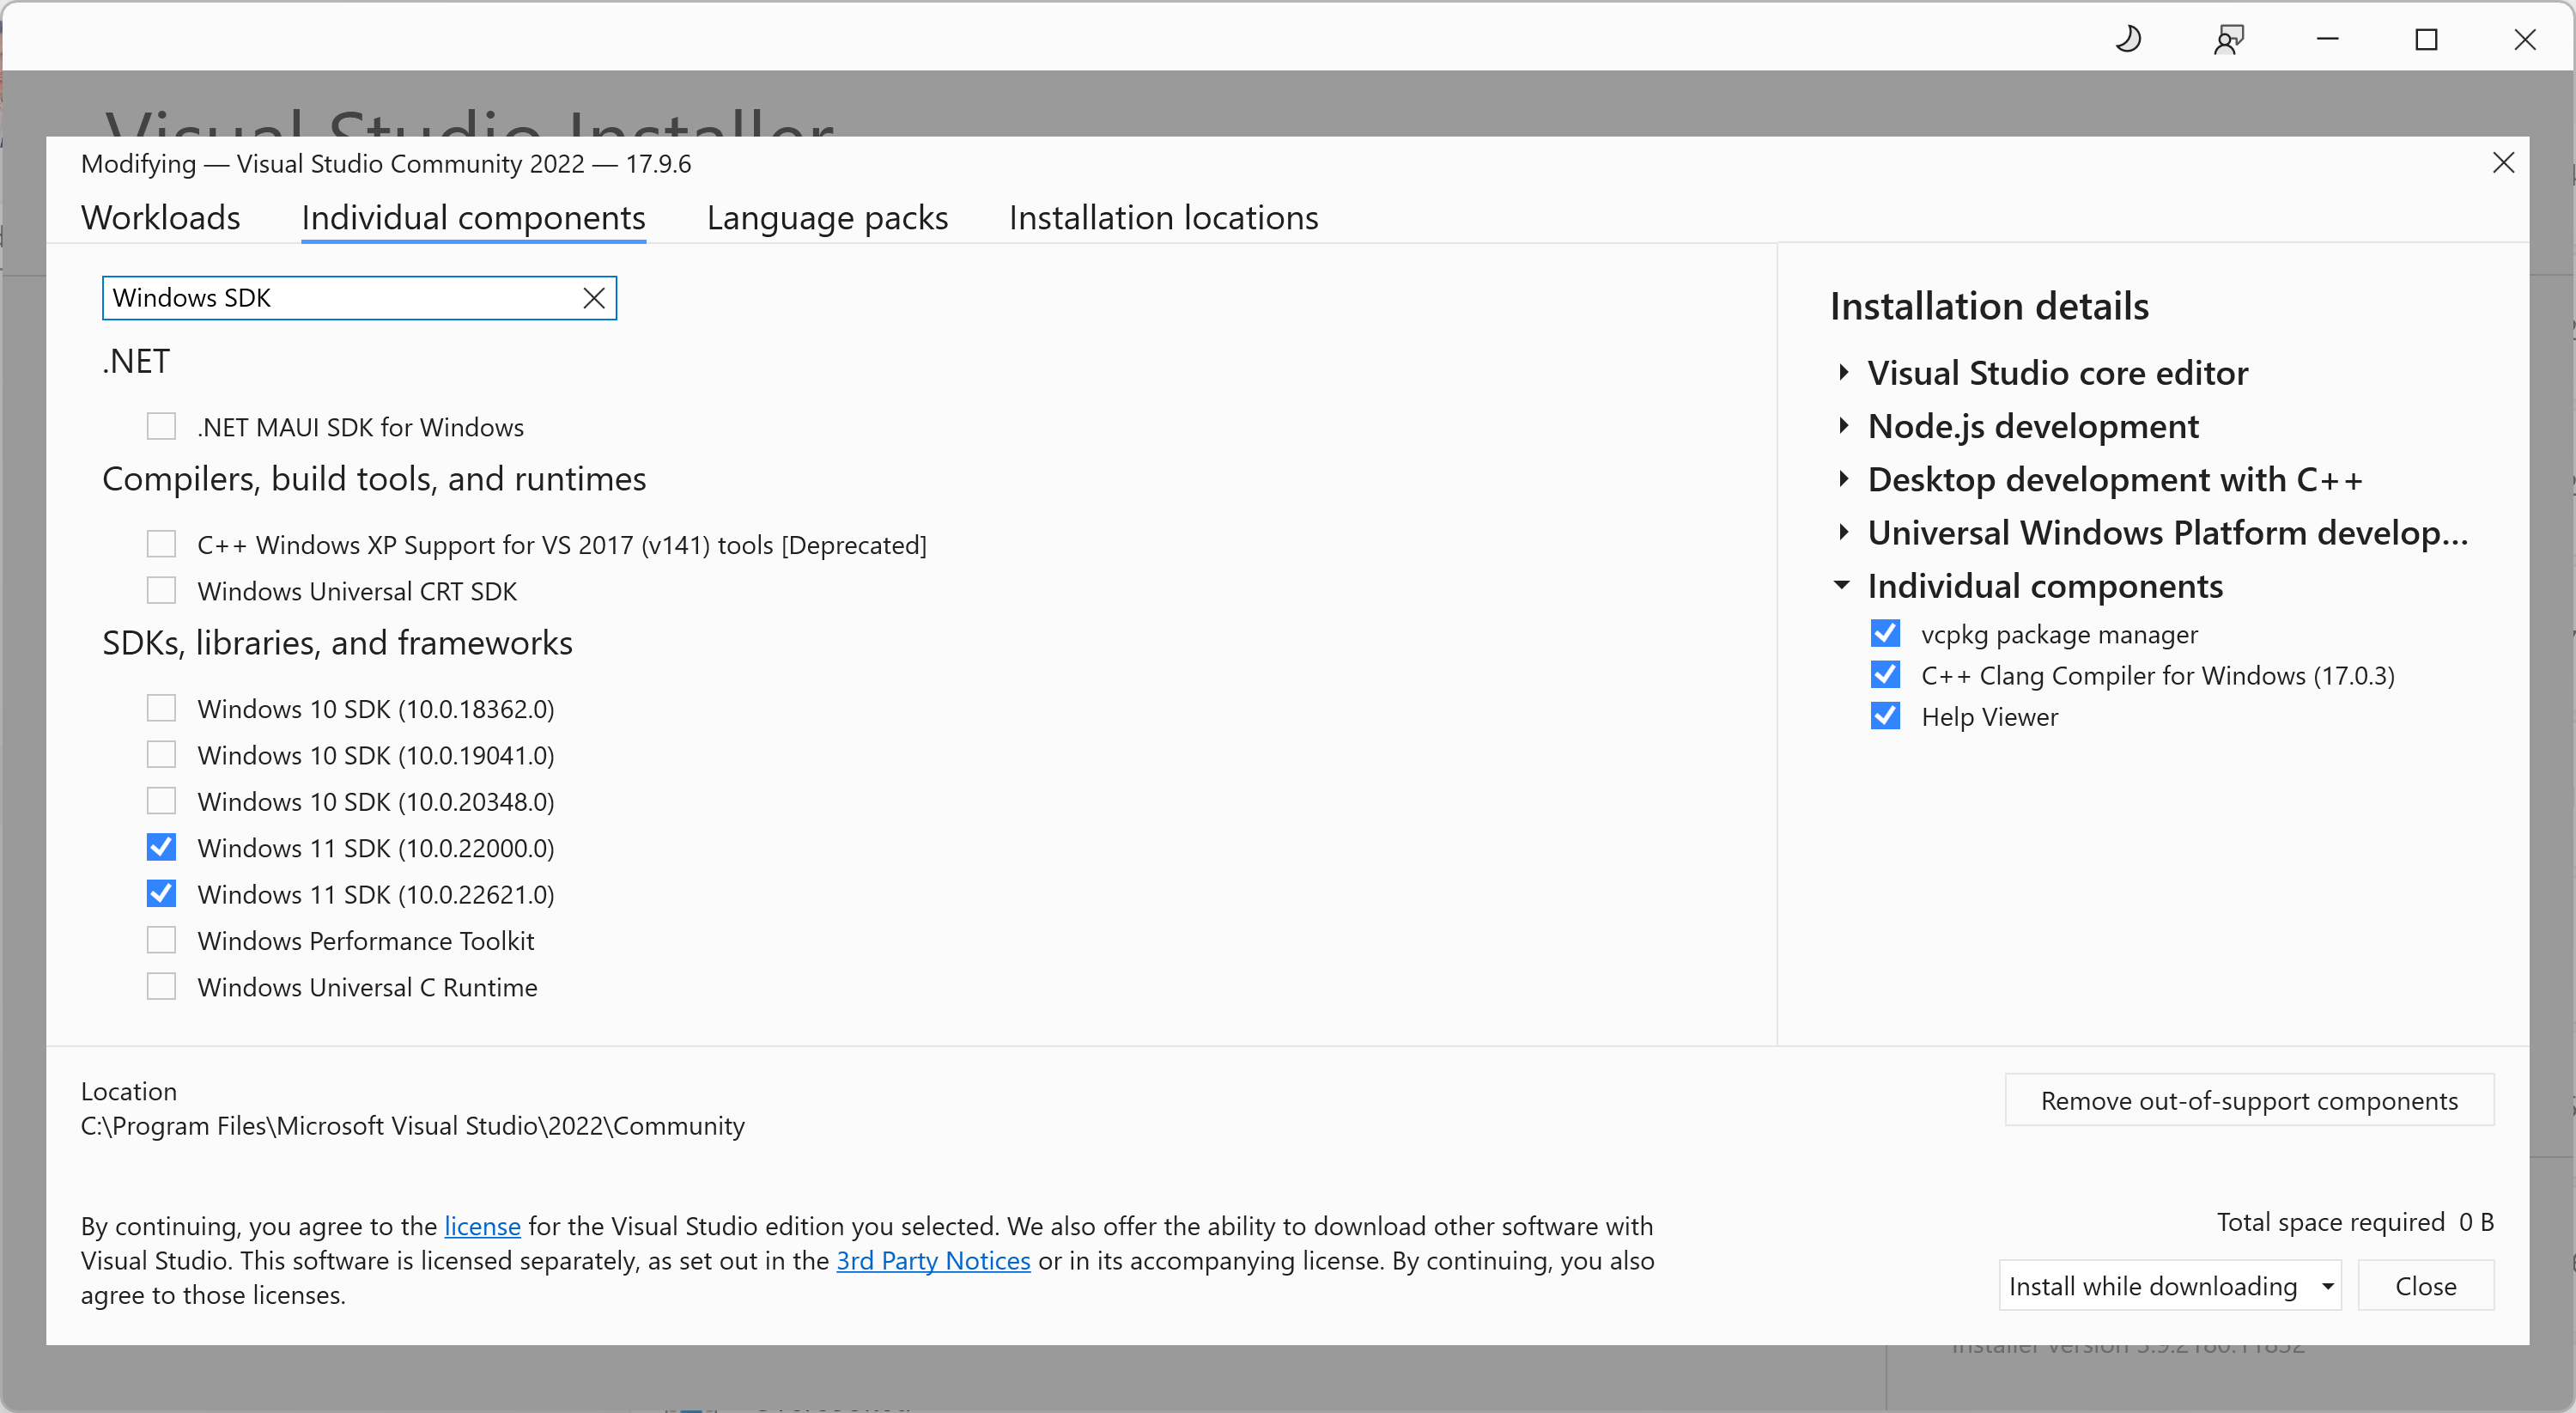 Visual Studio Installer
Modifying — Visual Studio Community 2022 — 17.9.6
Workloads Individual components Language packs Installation locations
Windows SDK
.NET
.NET MAUI SDK for Windows
Compilers, build tools, and runtimes
C++ Windows XP Support for VS 2017 (v141) tools [Deprecated]
Windows Universal CRT SDK
SDKs, libraries, and frameworks
Windows 10 SDK (10.0.18362.0)
Windows 10 SDK (10.0.19041.0)
Windows 10 SDK (10.0.20348.0)
Windows 11 SDK (10.0.22000.0)
Windows 11 SDK (10.0.22621.0)
Windows Performance Toolkit
Windows Universal C Runtime
Installation details
Visual Studio core editor
Node.js development
Desktop development with C++
Universal Windows Platform develop...
Individual components
vcpkg package manager
C++ Clang Compiler for Windows (17.0.3)
Help Viewer
Location
C:\Program Files\Microsoft Visual Studio\2022\Community
Remove out-of-support components
By continuing, you agree to the license for the Visual Studio edition you selected. We also offer the ability to download other software with
Visual Studio. This software is licensed separately, as set out in the 3rd Party Notices or in its accompanying license. By continuing, you also
agree to those licenses.
Total space required 0 B
Install while downloading
Close